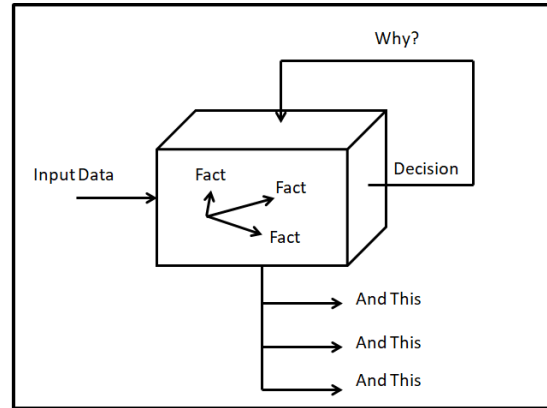 Why?
Input Data
Decision
Fact
Fact
Fact
And This
And This
And This